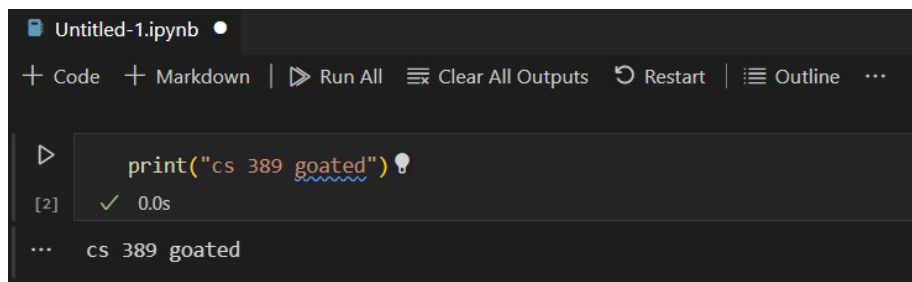 Untitled-1.ipynb
+ Code + Markdown | Run All Clear All Outputs Restart | Outline ...
print("cs 389 goated")
[2] ✓ 0.0s
... cs 389 goated